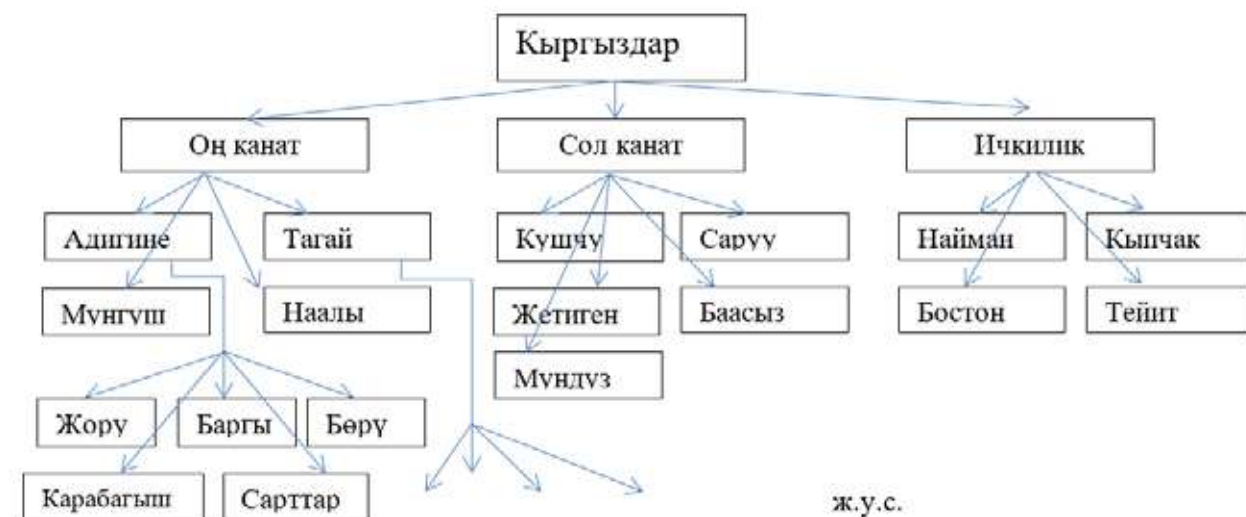 Кыргыздар
Оң канат
Сол канат
Ичкилик
Адигине
Тагай
Кушчу
Саруу
Найман
Кыпчак
Мунгуш
Наалы
Жетиген
Баасыз
Бостон
Тейит
Мундуз
Жору
Баргы
Бөрү
Карабагыш
Сарттар
ж.у.с.